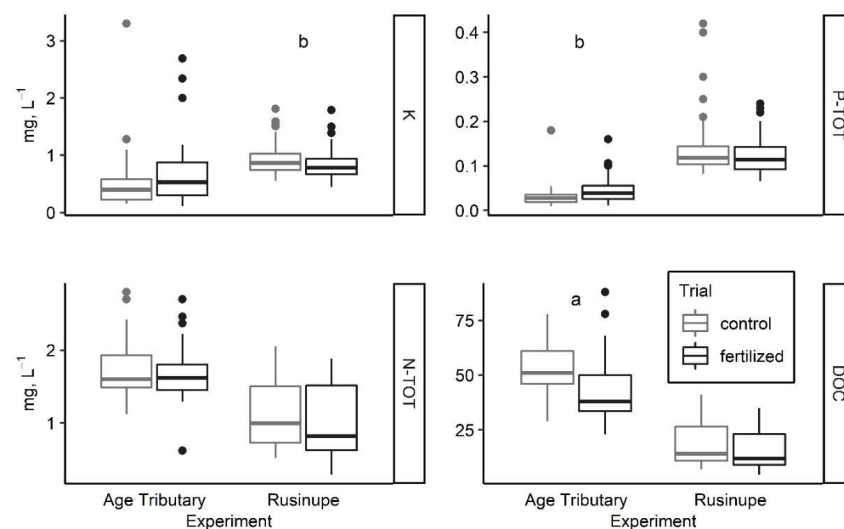 3
2
1
0
mg, L⁻¹
b
K
0.4
0.3
0.2
0.1
0.0
b
P-TOT
2
1
mg, L⁻¹
N-TOT
75
50
25
a
Trial
control
fertilized
DOC
Age Tributary Rusinupe
Experiment
Age Tributary Rusinupe
Experiment